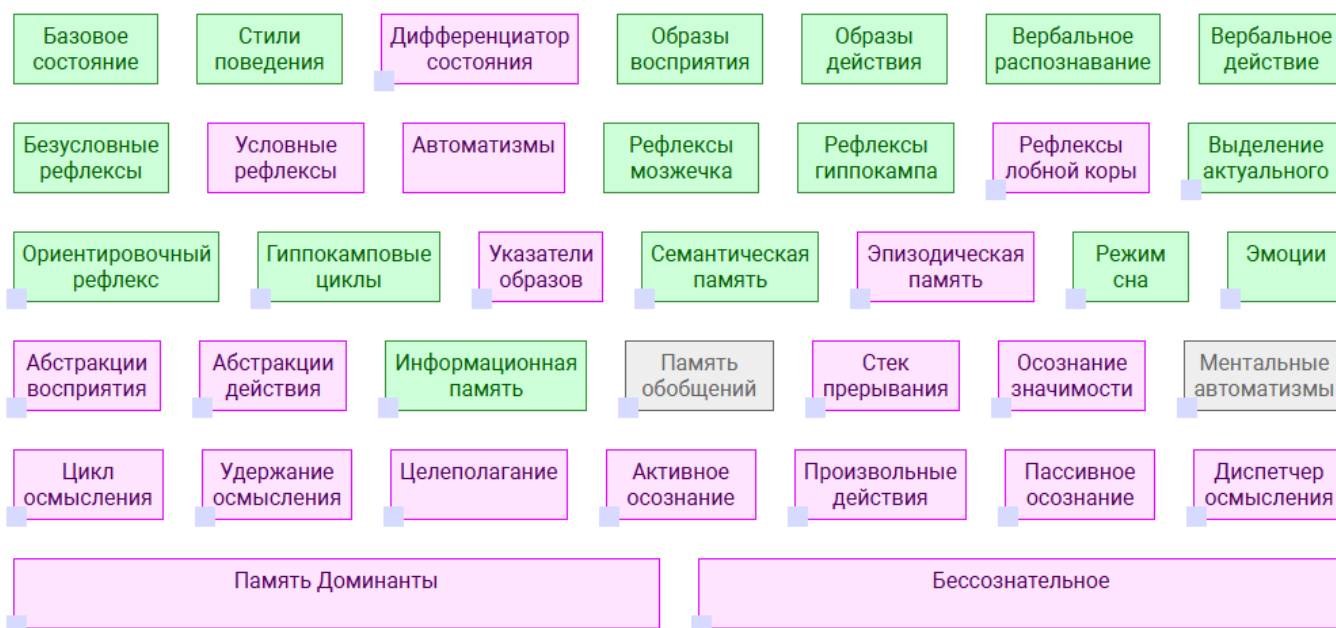 Базовое состояние
Стили поведения
Дифференциатор состояния
Образы восприятия
Образы действия
Вербальное распознавание
Вербальное действие
Безусловные рефлексы
Условные рефлексы
Автоматизмы
Рефлексы мозжечка
Рефлексы гиппокампа
Рефлексы лобной коры
Выделение актуального
Ориентировочный рефлекс
Гиппокамповые циклы
Указатели образов
Семантическая память
Эпизодическая память
Режим сна
Эмоции
Абстракции восприятия
Абстракции действия
Информационная память
Память обобщений
Стек прерывания
Осознание значимости
Ментальные автоматизмы
Цикл осмысления
Удержание осмысления
Целеполагание
Активное осознание
Произвольные действия
Пассивное осознание
Диспетчер осмысления
Память Доминанты
Бессознательное